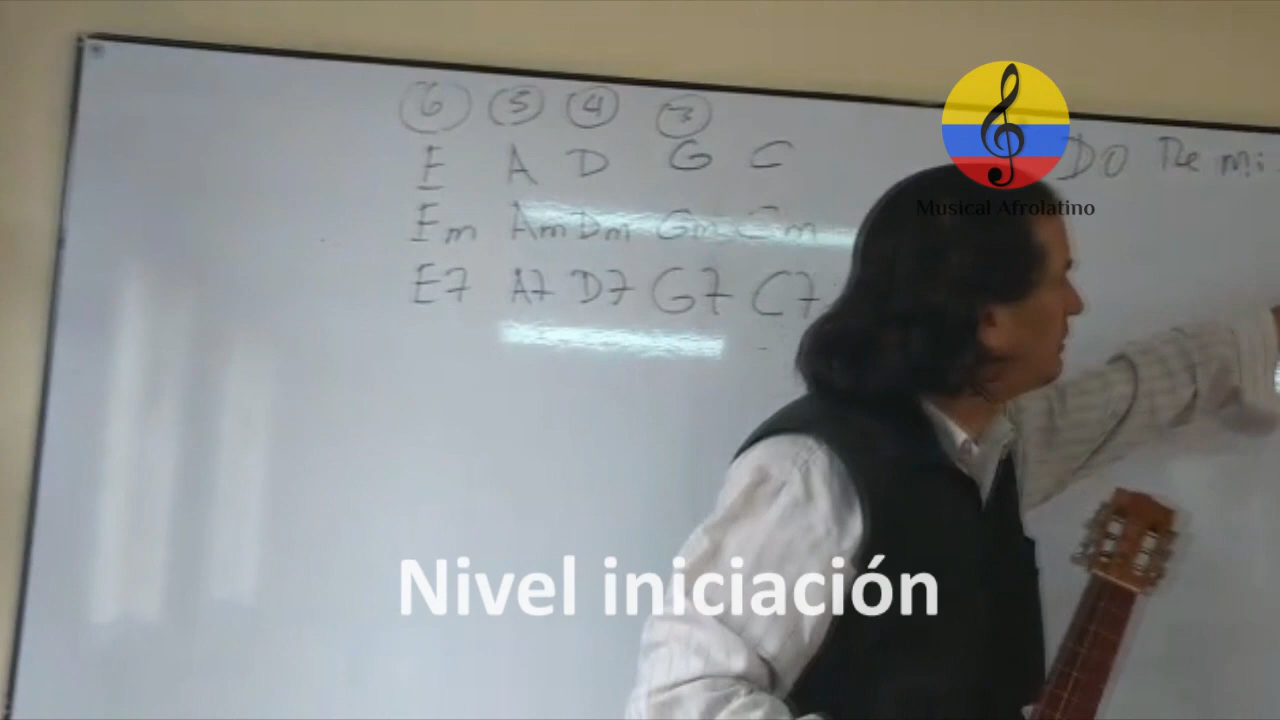 6 5 4 3
E A D G C
Em Am Dm Gm Cm
E7 A7 D7 G7 C7
DO Re mi
Musical Afrolatino
Nivel iniciación